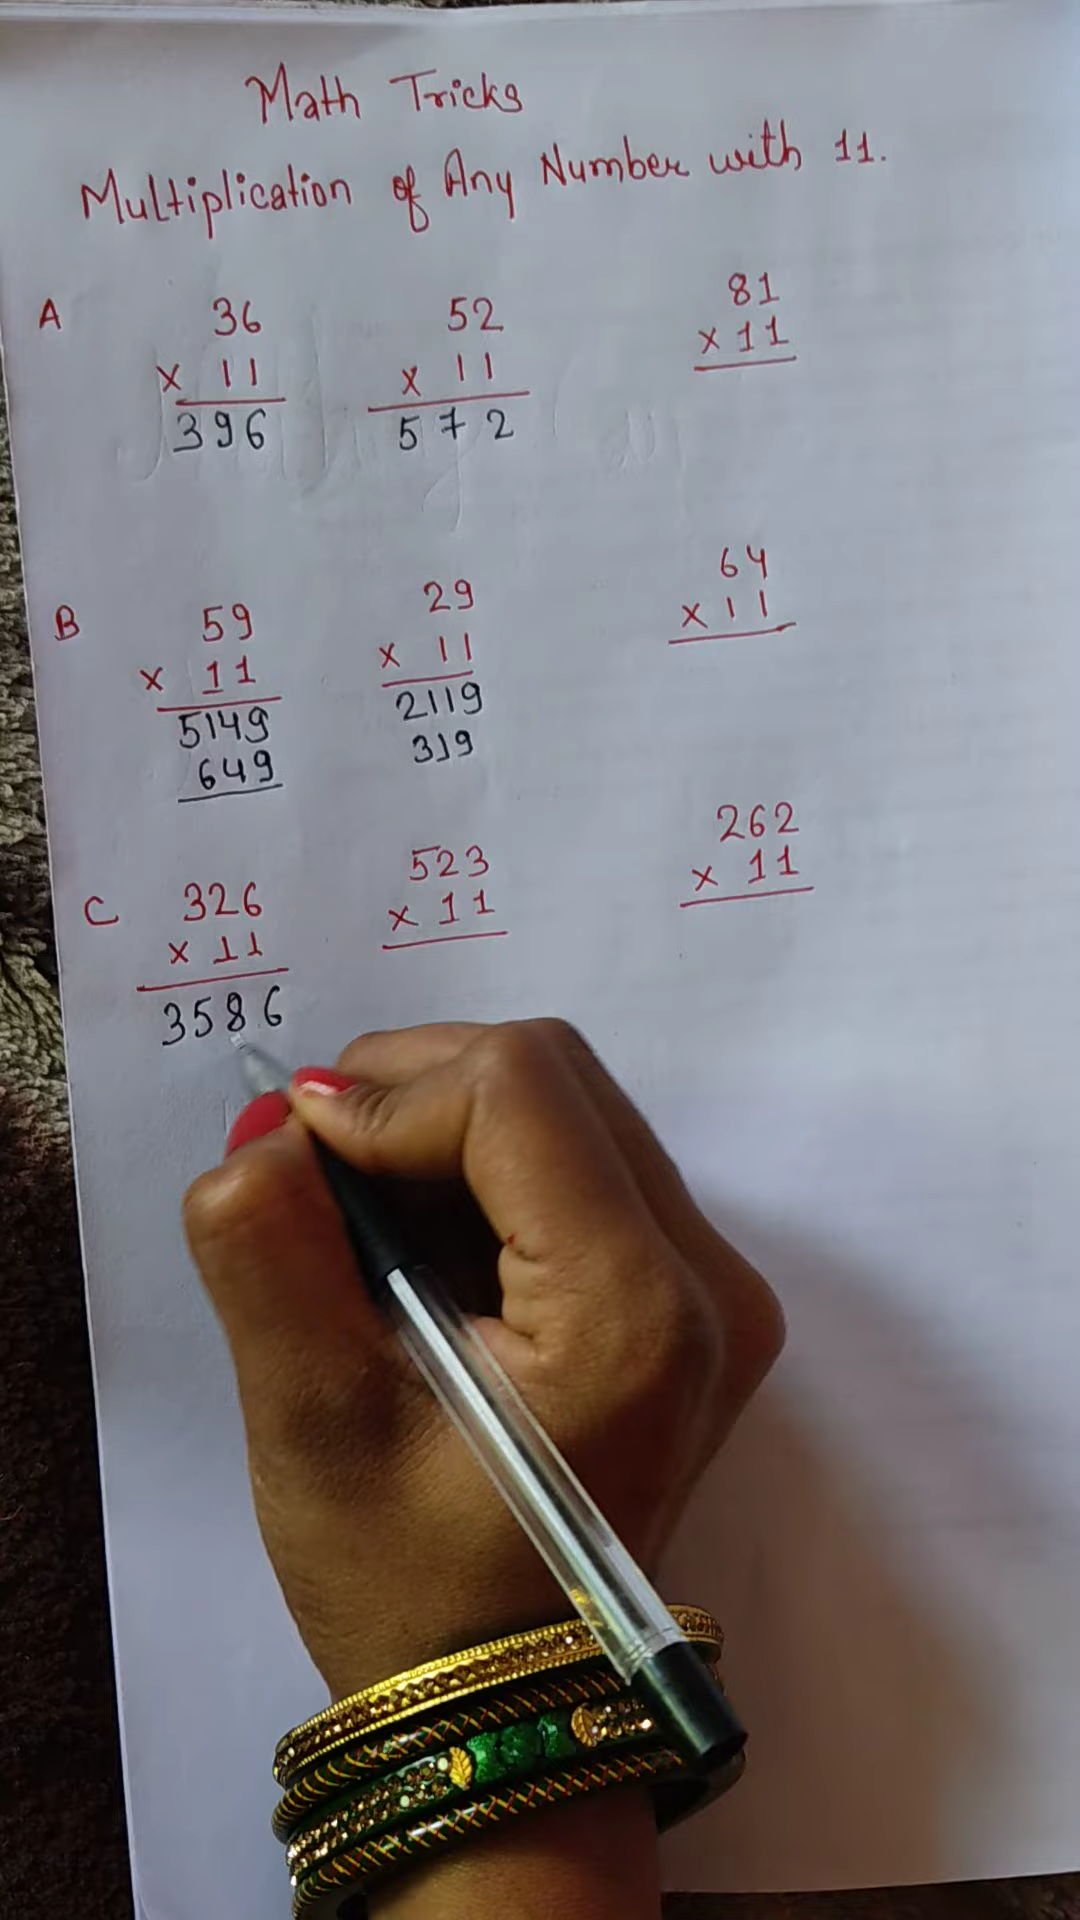 Math Tricks
Multiplication of Any Number with 11.
A 36 52 81
x 11 x 11 x 11
396 572
B 59 29 64
x 11 x 11 x 11
5149 2119
649 319
C 326 523 262
x 11 x 11 x 11
3586